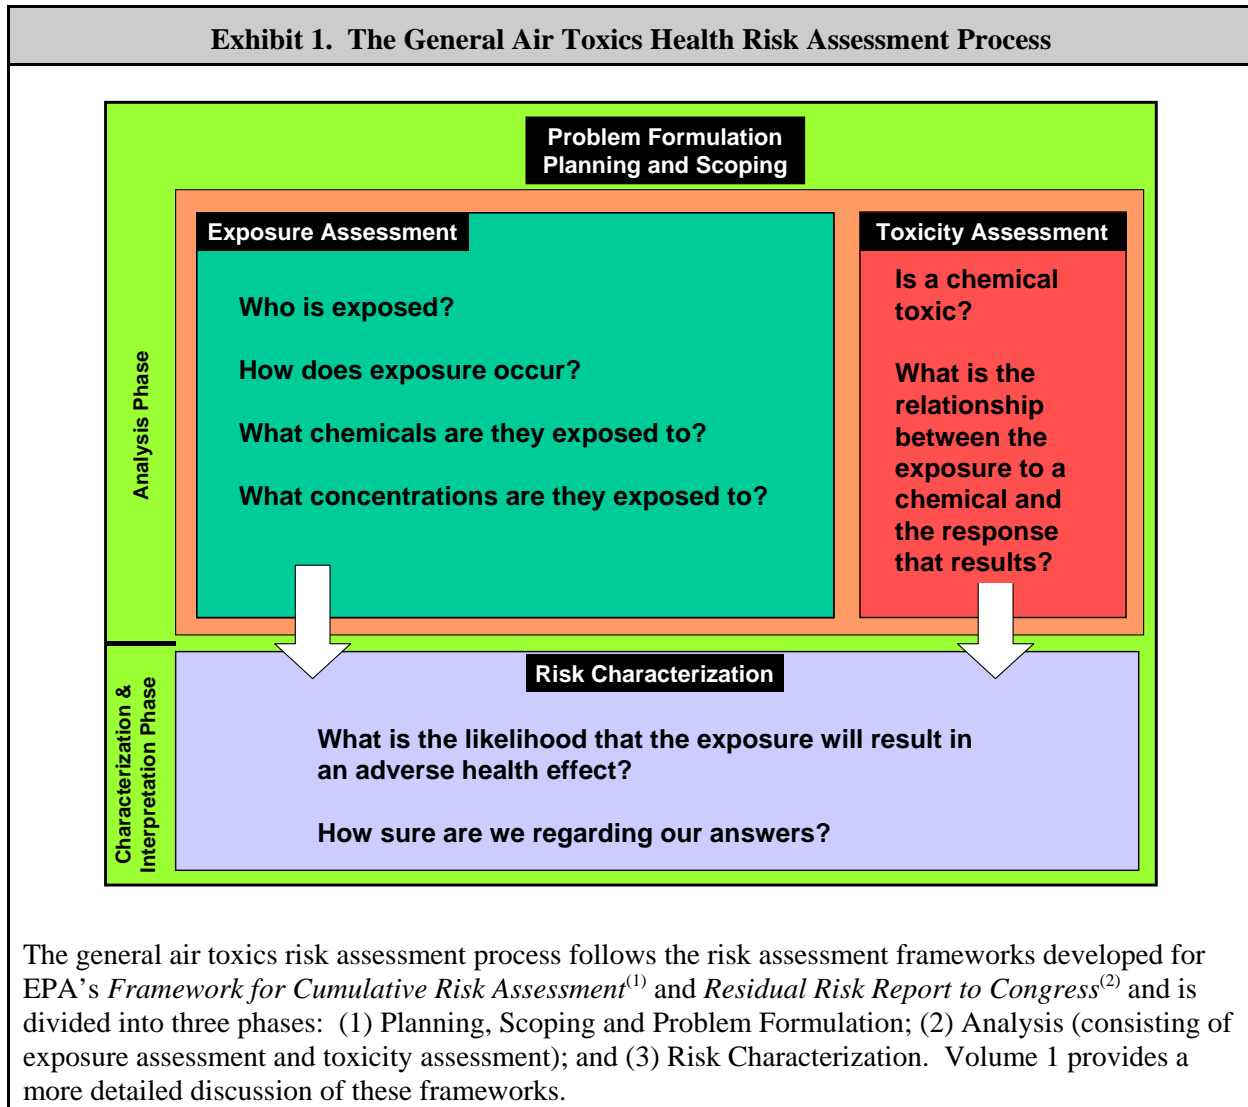 Exhibit 1.  The General Air Toxics Health Risk Assessment Process
Problem Formulation
Planning and Scoping
Analysis Phase
Exposure Assessment
Who is exposed?
How does exposure occur?
What chemicals are they exposed to?
What concentrations are they exposed to?
Toxicity Assessment
Is a chemical
toxic?
What is the
relationship
between the
exposure to a
chemical and
the response
that results?
Characterization &
Interpretation Phase
Risk Characterization
What is the likelihood that the exposure will result in
an adverse health effect?
How sure are we regarding our answers?
The general air toxics risk assessment process follows the risk assessment frameworks developed for
EPA's Framework for Cumulative Risk Assessment(1) and Residual Risk Report to Congress(2) and is
divided into three phases:  (1) Planning, Scoping and Problem Formulation; (2) Analysis (consisting of
exposure assessment and toxicity assessment); and (3) Risk Characterization.  Volume 1 provides a
more detailed discussion of these frameworks.